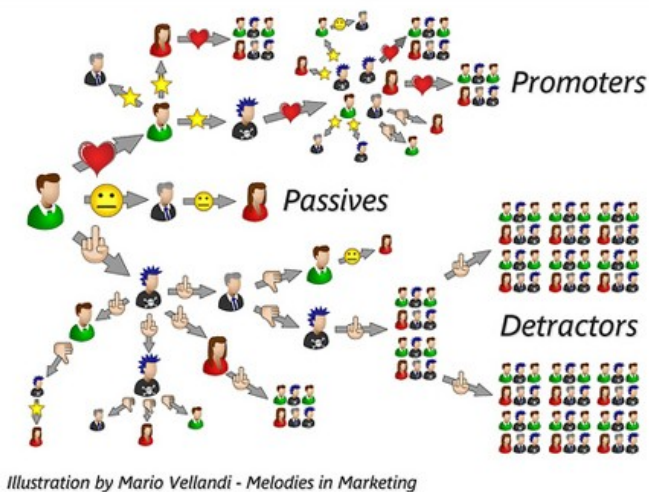 Promoters
Passives
Detractors
Illustration by Mario Vellandi - Melodies in Marketing